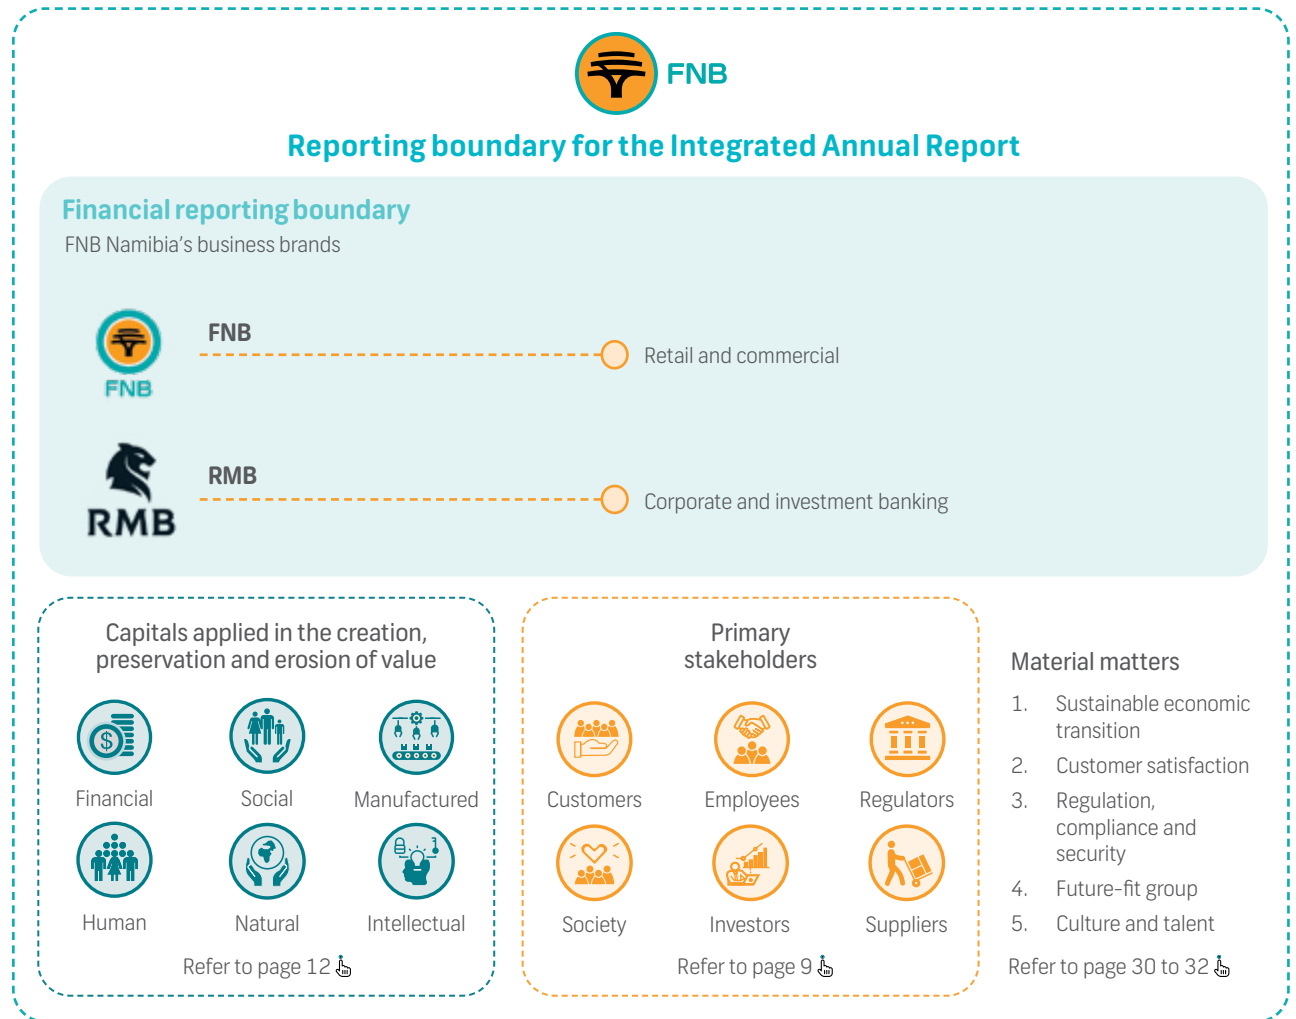 FNB
Reporting boundary for the Integrated Annual Report
Financial reporting boundary
FNB Namibia's business brands
FNB
FNB
Retail and commercial
RMB
RMB
Corporate and investment banking
Capitals applied in the creation,
preservation and erosion of value
$
Financial
Social
Manufactured
Human
Natural
Intellectual
Refer to page 12
Primary
stakeholders
Customers
Employees
Regulators
Society
Investors
Suppliers
Refer to page 9
Material matters
1. Sustainable economic
transition
2. Customer satisfaction
3. Regulation,
compliance and
security
4. Future-fit group
5. Culture and talent
Refer to page 30 to 32